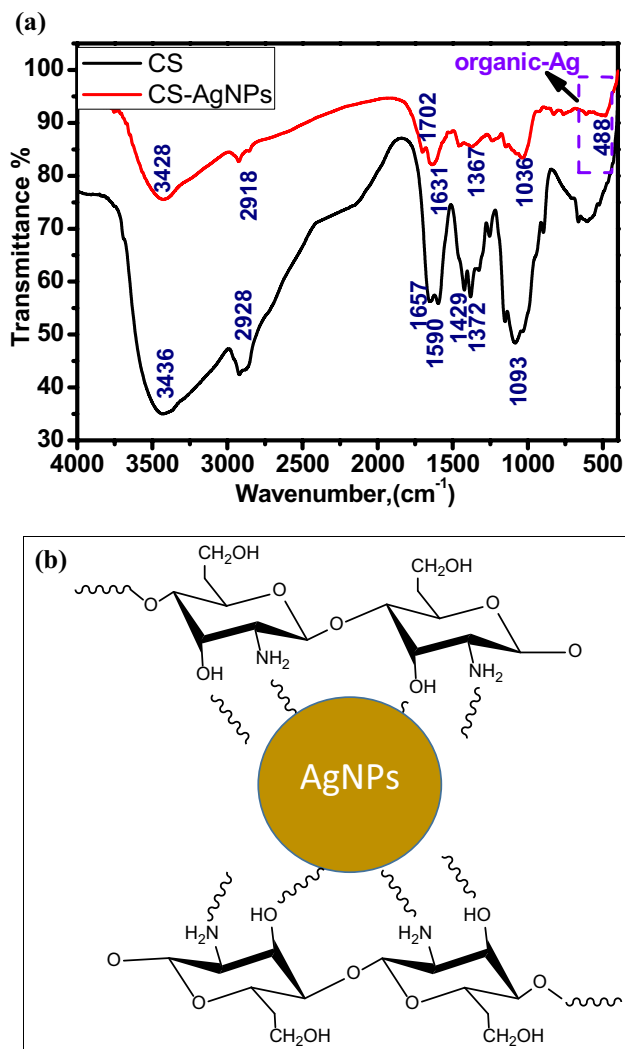 (a)
CS
CS-AgNPs
organic-Ag
1702
488
3428
2918
1631
1367
1036
1657
1590
1429
1372
2928
3436
1093
100
90
80
70
60
50
40
30
Transmittance %
4000 3500 3000 2500 2000 1500 1000 500
Wavenumber,(cm⁻¹)
(b)
CH₂OH
CH₂OH
O
O
O
O
NH₂
NH₂
O
OH
OH
AgNPs
HO
HO
H₂N
H₂N
O
O
O
O
O
CH₂OH
CH₂OH